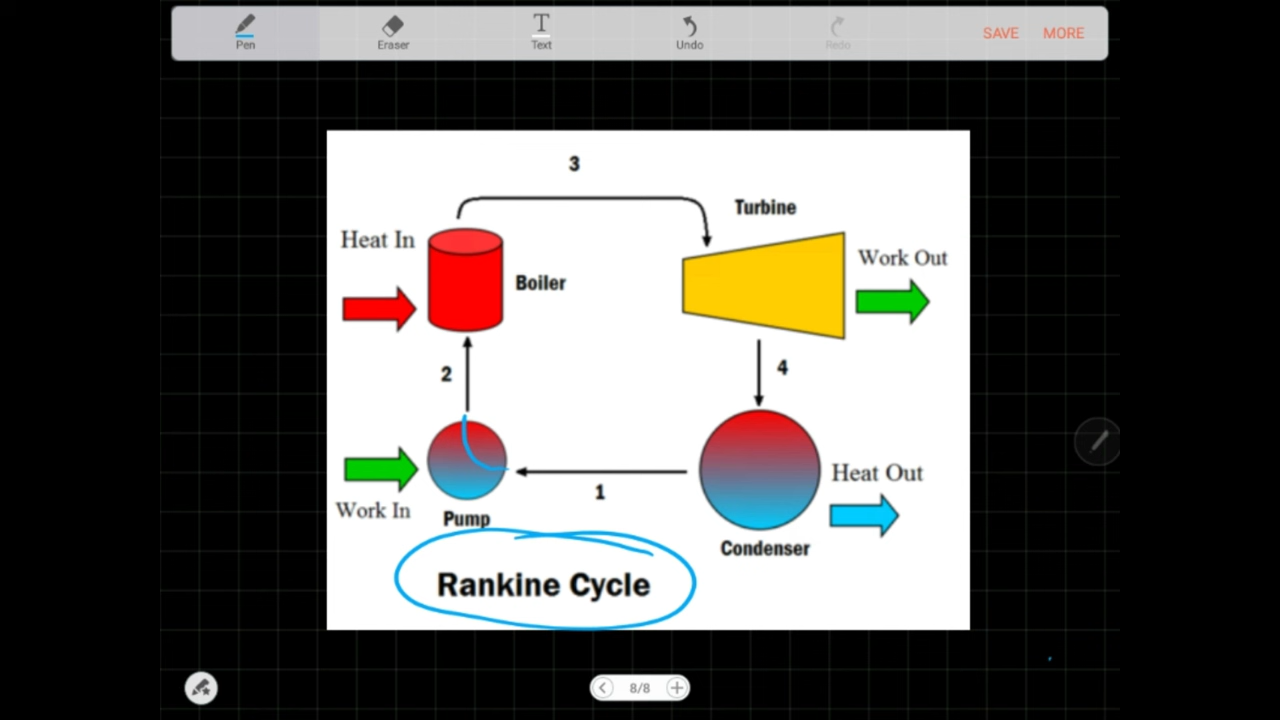 Pen
Eraser
T
Text
Undo
Redo
SAVE
MORE
3
Turbine
Heat In
Work Out
Boiler
2
4
1
Heat Out
Work In
Pump
Condenser
Rankine Cycle
8/8